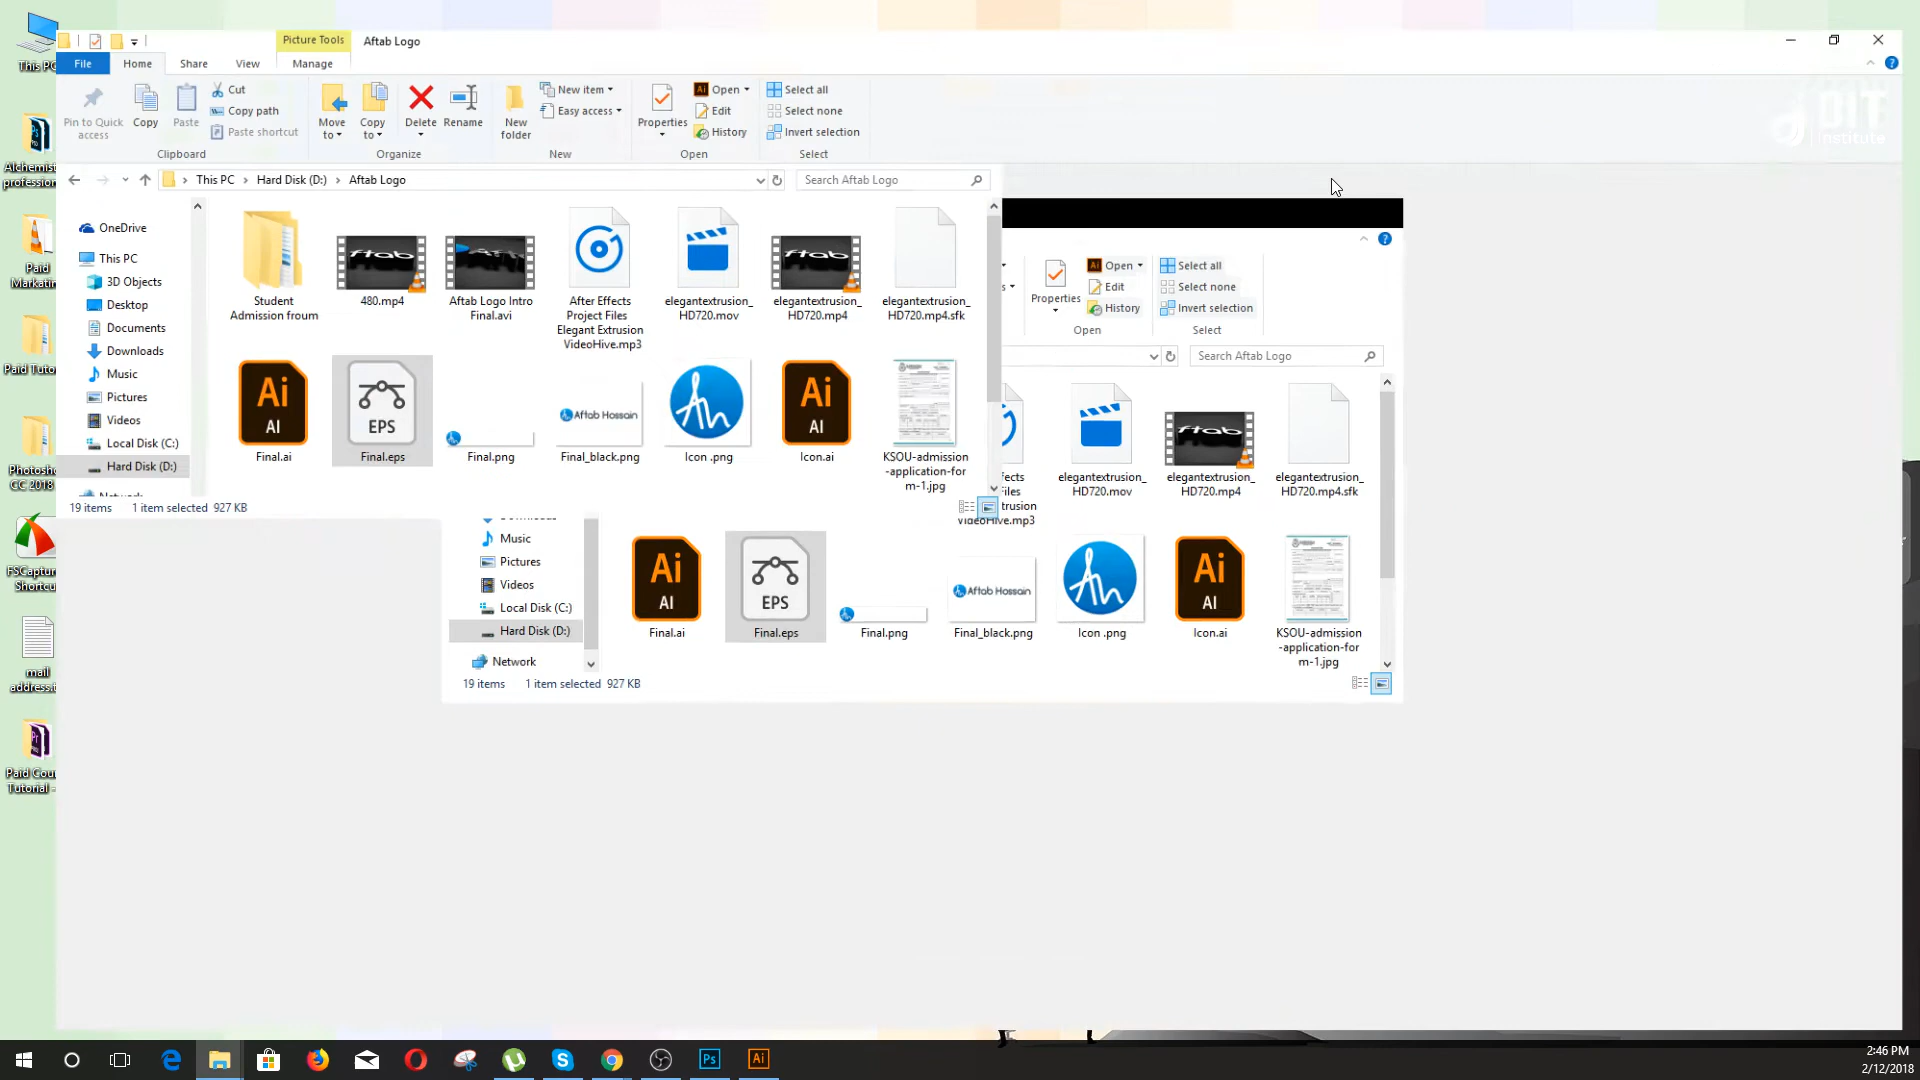 This PC
Picture Tools
Aftab Logo
File
Home
Share
View
Manage
Pin to Quick
access
Copy
Paste
Cut
Copy path
Paste shortcut
Clipboard
Move
to
Copy
to
Delete
Rename
Organize
New
folder
New item
Easy access
New
Properties
Open
Edit
History
Open
Select all
Select none
Invert selection
Select
DIT
Institute
This PC
Hard Disk (D:)
Aftab Logo
Search Aftab Logo
OneDrive
This PC
3D Objects
Desktop
Documents
Downloads
Music
Pictures
Videos
Local Disk (C:)
Hard Disk (D:)
Student
Admission froum
480.mp4
Aftab Logo Intro
Final.avi
After Effects
Project Files
Elegant Extrusion
VideoHive.mp3
elegantextrusion_
HD720.mov
elegantextrusion_
HD720.mp4
elegantextrusion_
HD720.mp4.sfk
Ai
AI
Final.ai
EPS
Final.eps
Final.png
Aftab Hossain
Final_black.png
Icon .png
Ai
AI
Icon.ai
KSOU-admission
-application-for
m-1.jpg
19 items
1 item selected 927 KB
Properties
Open
Edit
History
Open
Select all
Select none
Invert selection
Select
Search Aftab Logo
VideoHive.mp3
elegantextrusion_
HD720.mov
elegantextrusion_
HD720.mp4
elegantextrusion_
HD720.mp4.sfk
Music
Pictures
Videos
Local Disk (C:)
Hard Disk (D:)
Network
Ai
AI
Final.ai
EPS
Final.eps
Final.png
Aftab Hossain
Final_black.png
Icon .png
Ai
AI
Icon.ai
KSOU-admission
-application-for
m-1.jpg
19 items
1 item selected 927 KB
Alchemist
professiona
Paid
Marketin
Paid Tuto
Photosho
CC 2018
FSCaptur
Shortcu
mail
address.t
Paid Cou
Tutorial -
Ps
Ai
2:46 PM
2/12/2018